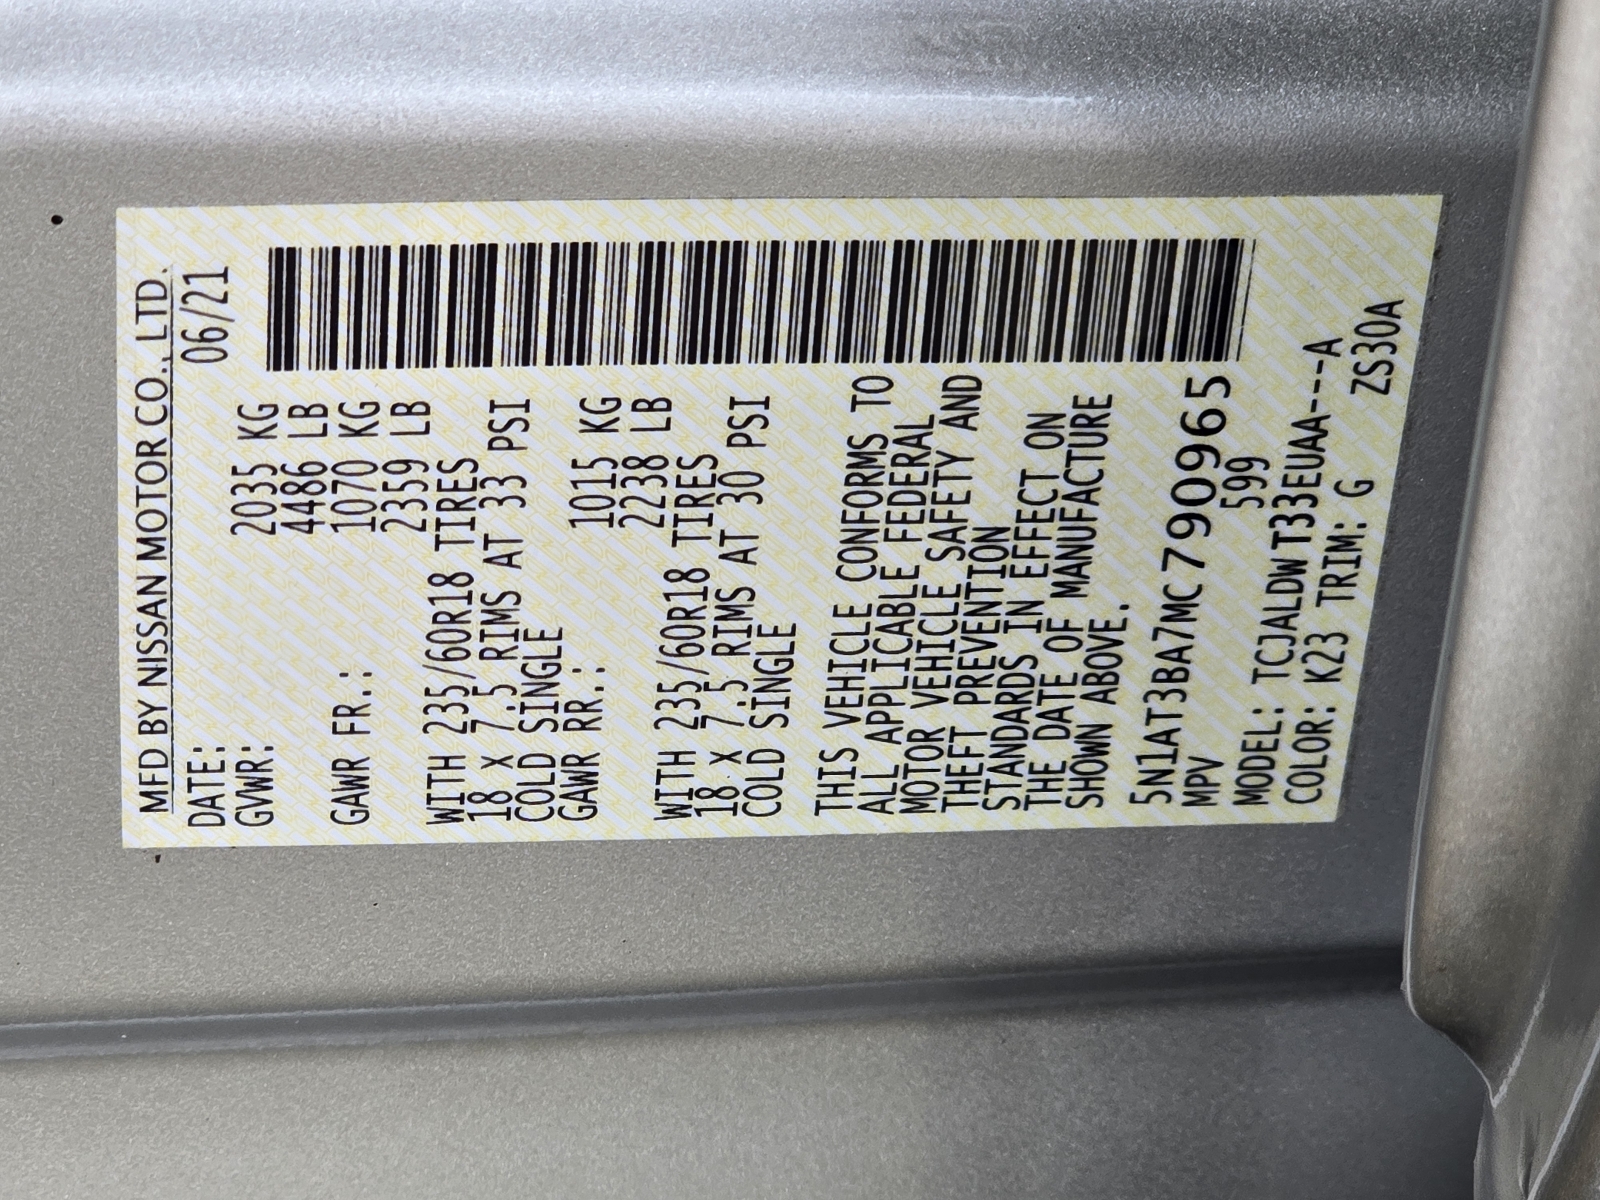 MFD BY NISSAN MOTOR CO., LTD.
DATE: 06/21
GVWR: 2035 KG
4486 LB
GAWR FR.: 1070 KG
2359 LB
WITH 235/60R18 TIRES
18 X 7.5 RIMS AT 33 PSI
COLD SINGLE
GAWR RR.: 1015 KG
2238 LB
WITH 235/60R18 TIRES
18 X 7.5 RIMS AT 30 PSI
COLD SINGLE
THIS VEHICLE CONFORMS TO
ALL APPLICABLE FEDERAL
MOTOR VEHICLE SAFETY AND
THEFT PREVENTION
STANDARDS IN EFFECT ON
THE DATE OF MANUFACTURE
SHOWN ABOVE.
5N1AT3BA7MC790965
MPV 599
MODEL: TCJALDWT33EUAA---A
COLOR: K23 TRIM: G ZS30A